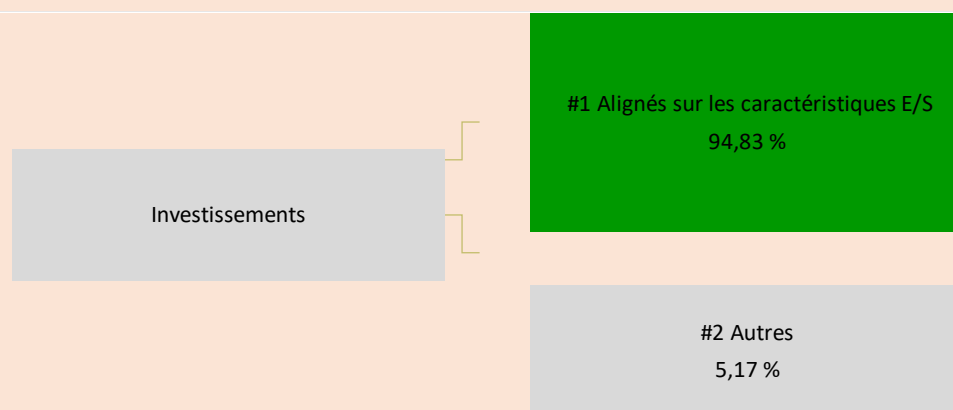 #1 Alignés sur les caractéristiques E/S
94,83 %
Investissements
#2 Autres
5,17 %